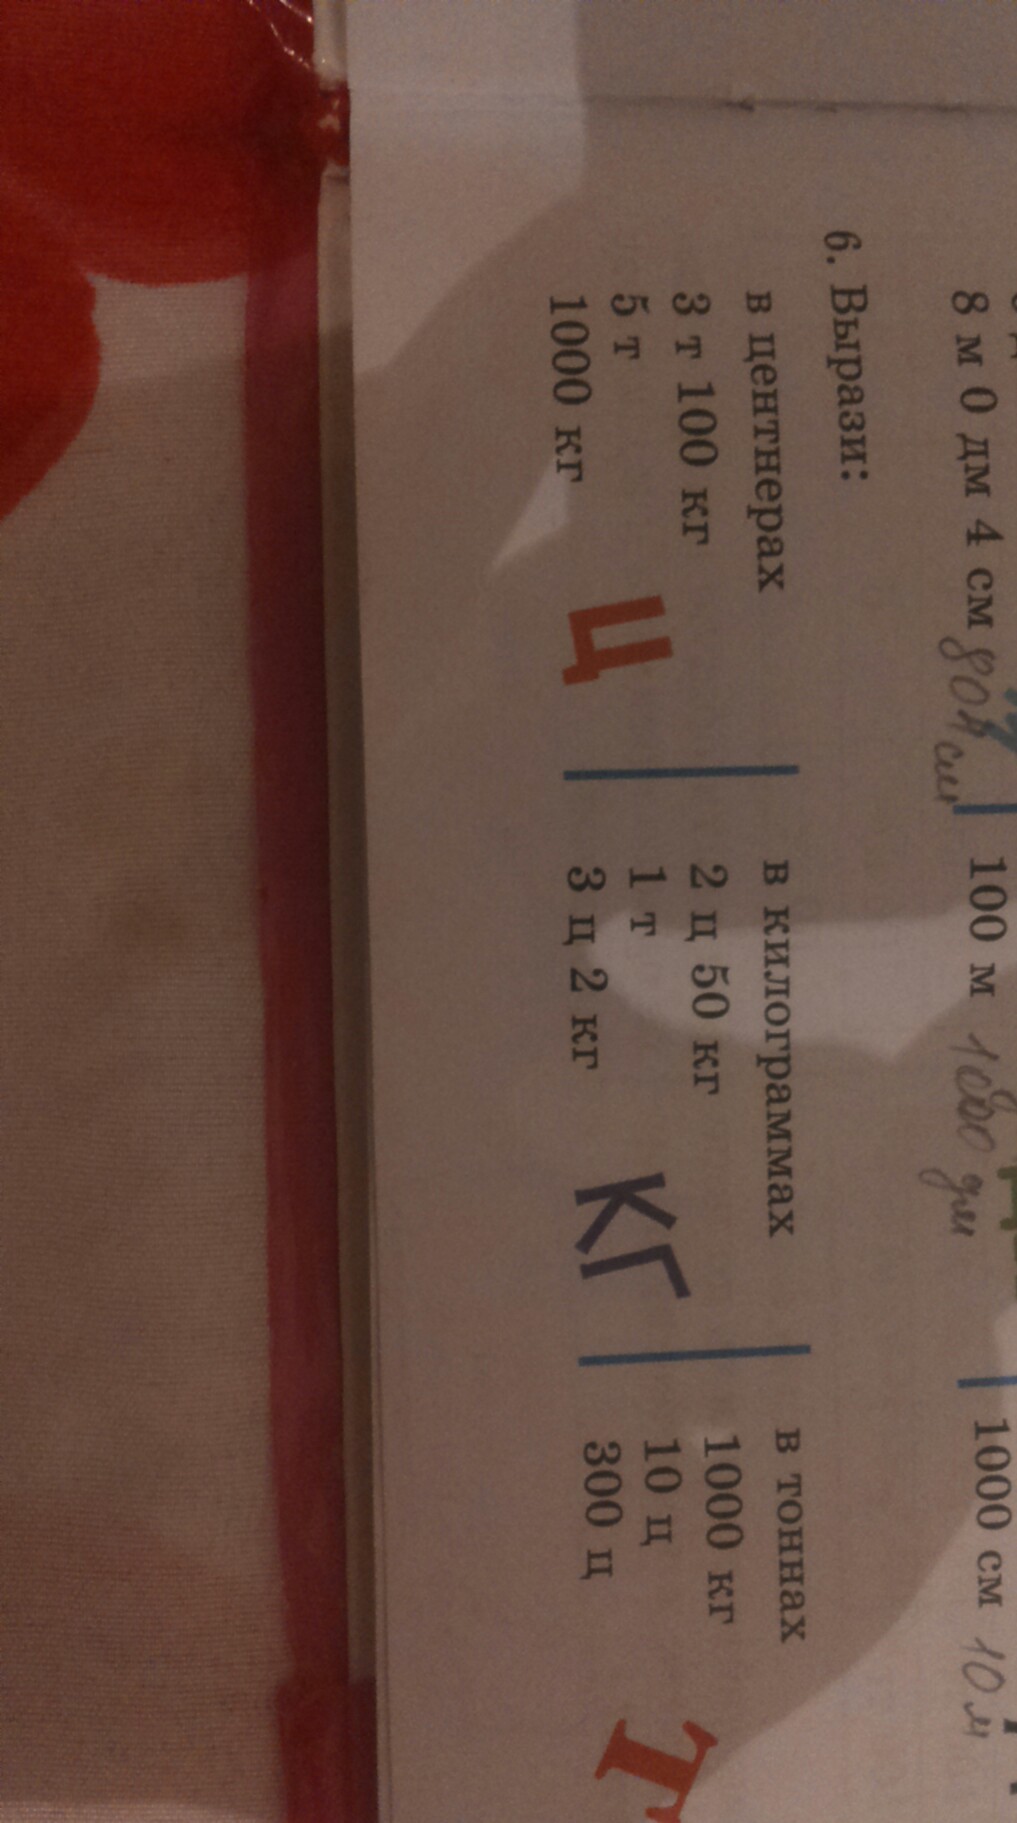 8 м 0 дм 4 см 804 см | 100 м 1000 дм | 1000 см 10 м
6. Вырази:
в центнерах | в килограммах | в тоннах
3 т 100 кг | 2 ц 50 кг | 1000 кг
5 т | 1 т | 10 ц
1000 кг | 3 ц 2 кг | 300 ц
Ц КГ Т